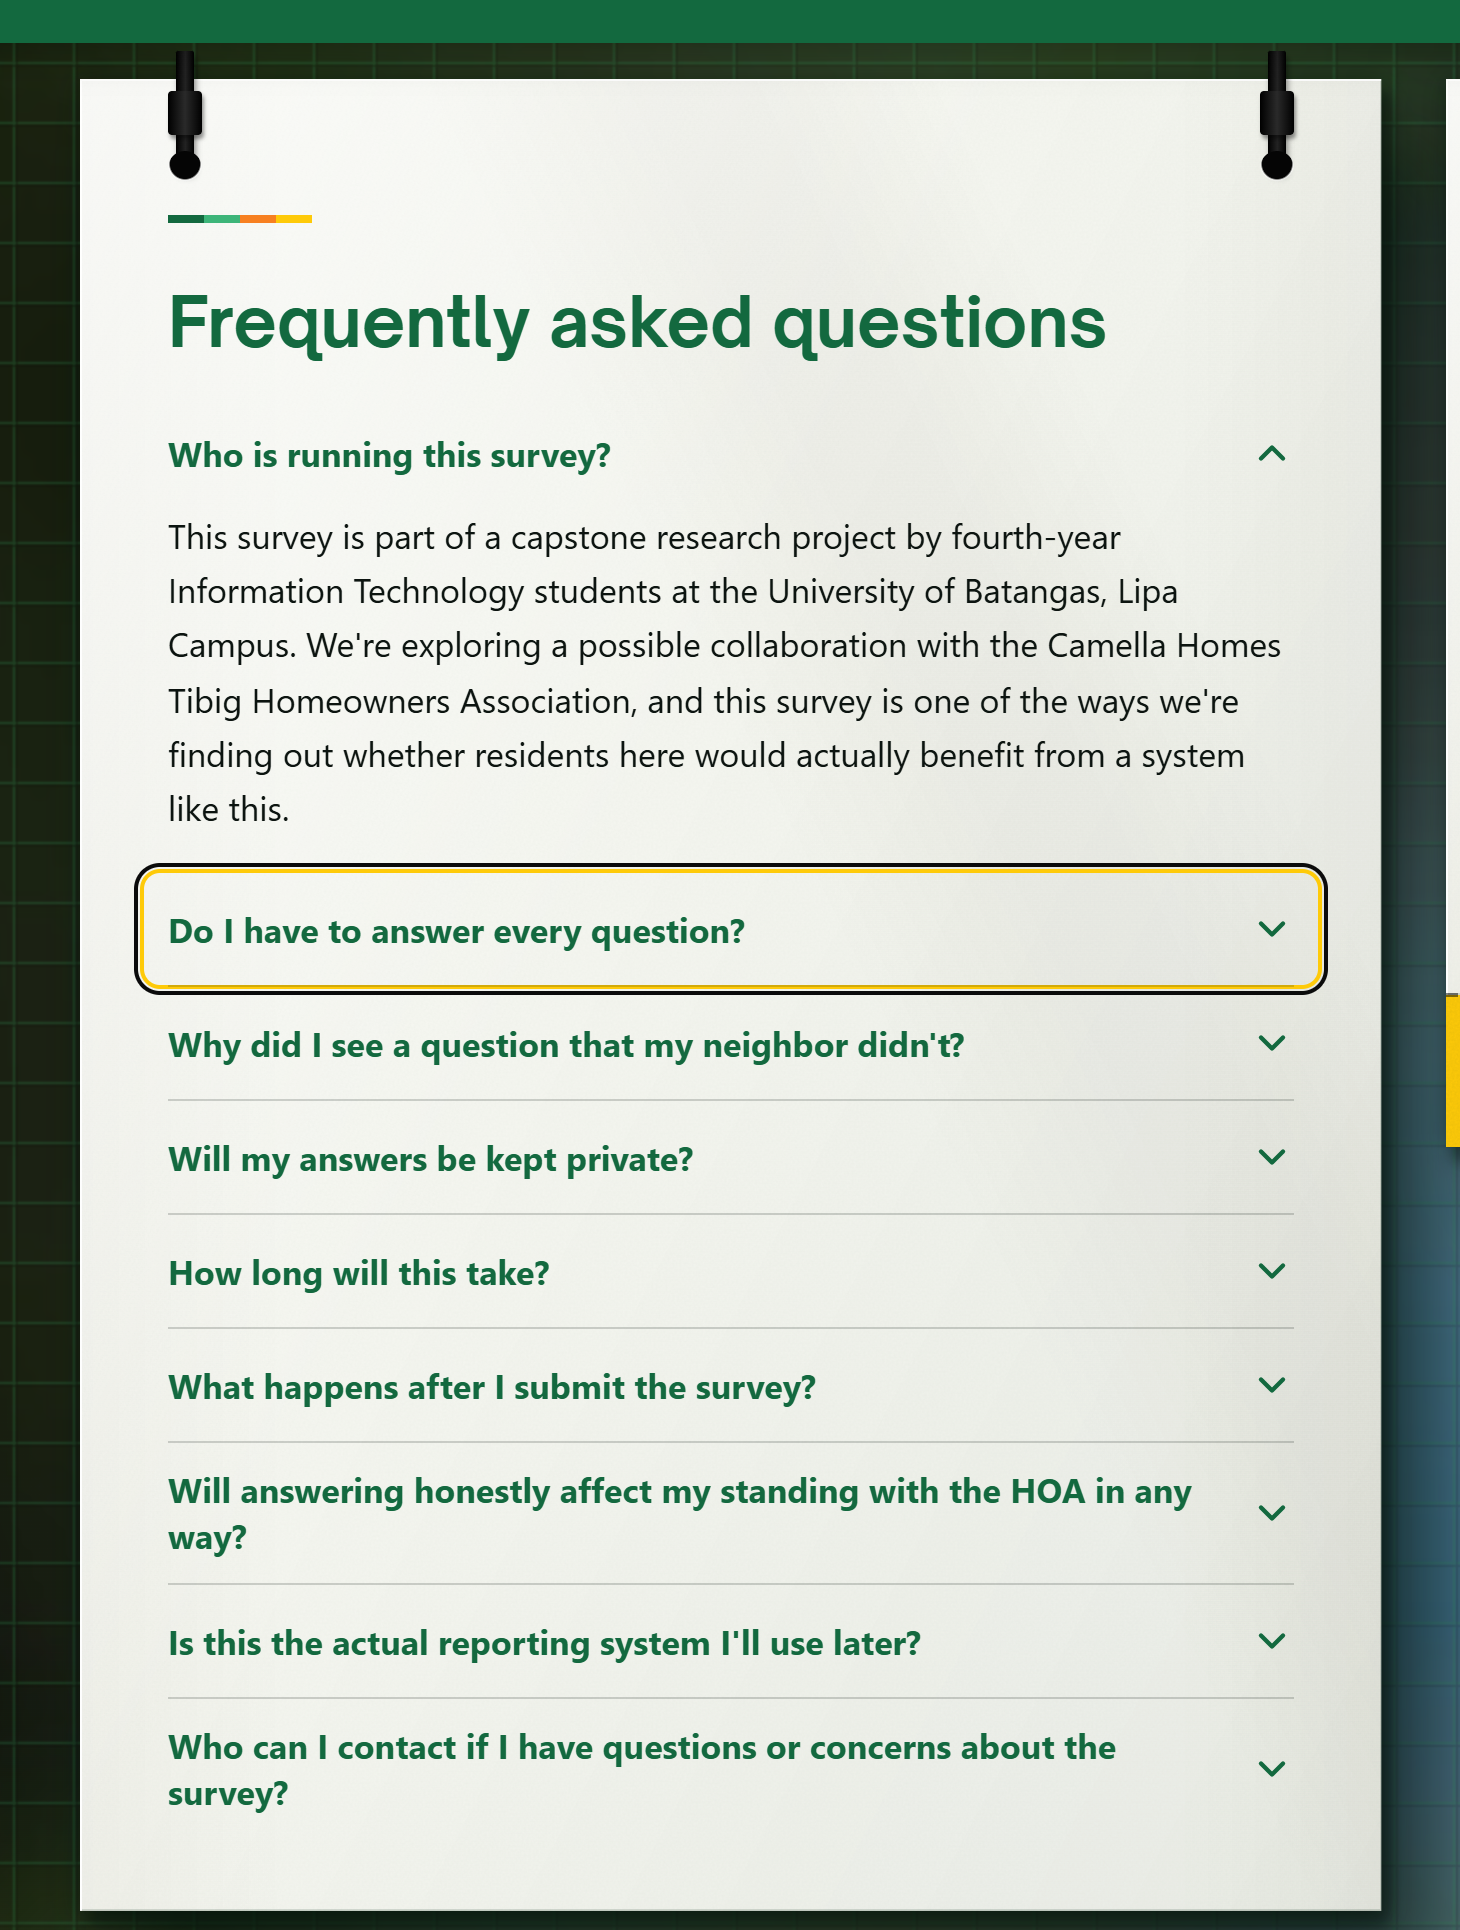 Frequently asked questions
Who is running this survey?
This survey is part of a capstone research project by fourth-year
Information Technology students at the University of Batangas, Lipa
Campus. We're exploring a possible collaboration with the Camella Homes
Tibig Homeowners Association, and this survey is one of the ways we're
finding out whether residents here would actually benefit from a system
like this.
Do I have to answer every question?
Why did I see a question that my neighbor didn't?
Will my answers be kept private?
How long will this take?
What happens after I submit the survey?
Will answering honestly affect my standing with the HOA in any
way?
Is this the actual reporting system I'll use later?
Who can I contact if I have questions or concerns about the
survey?